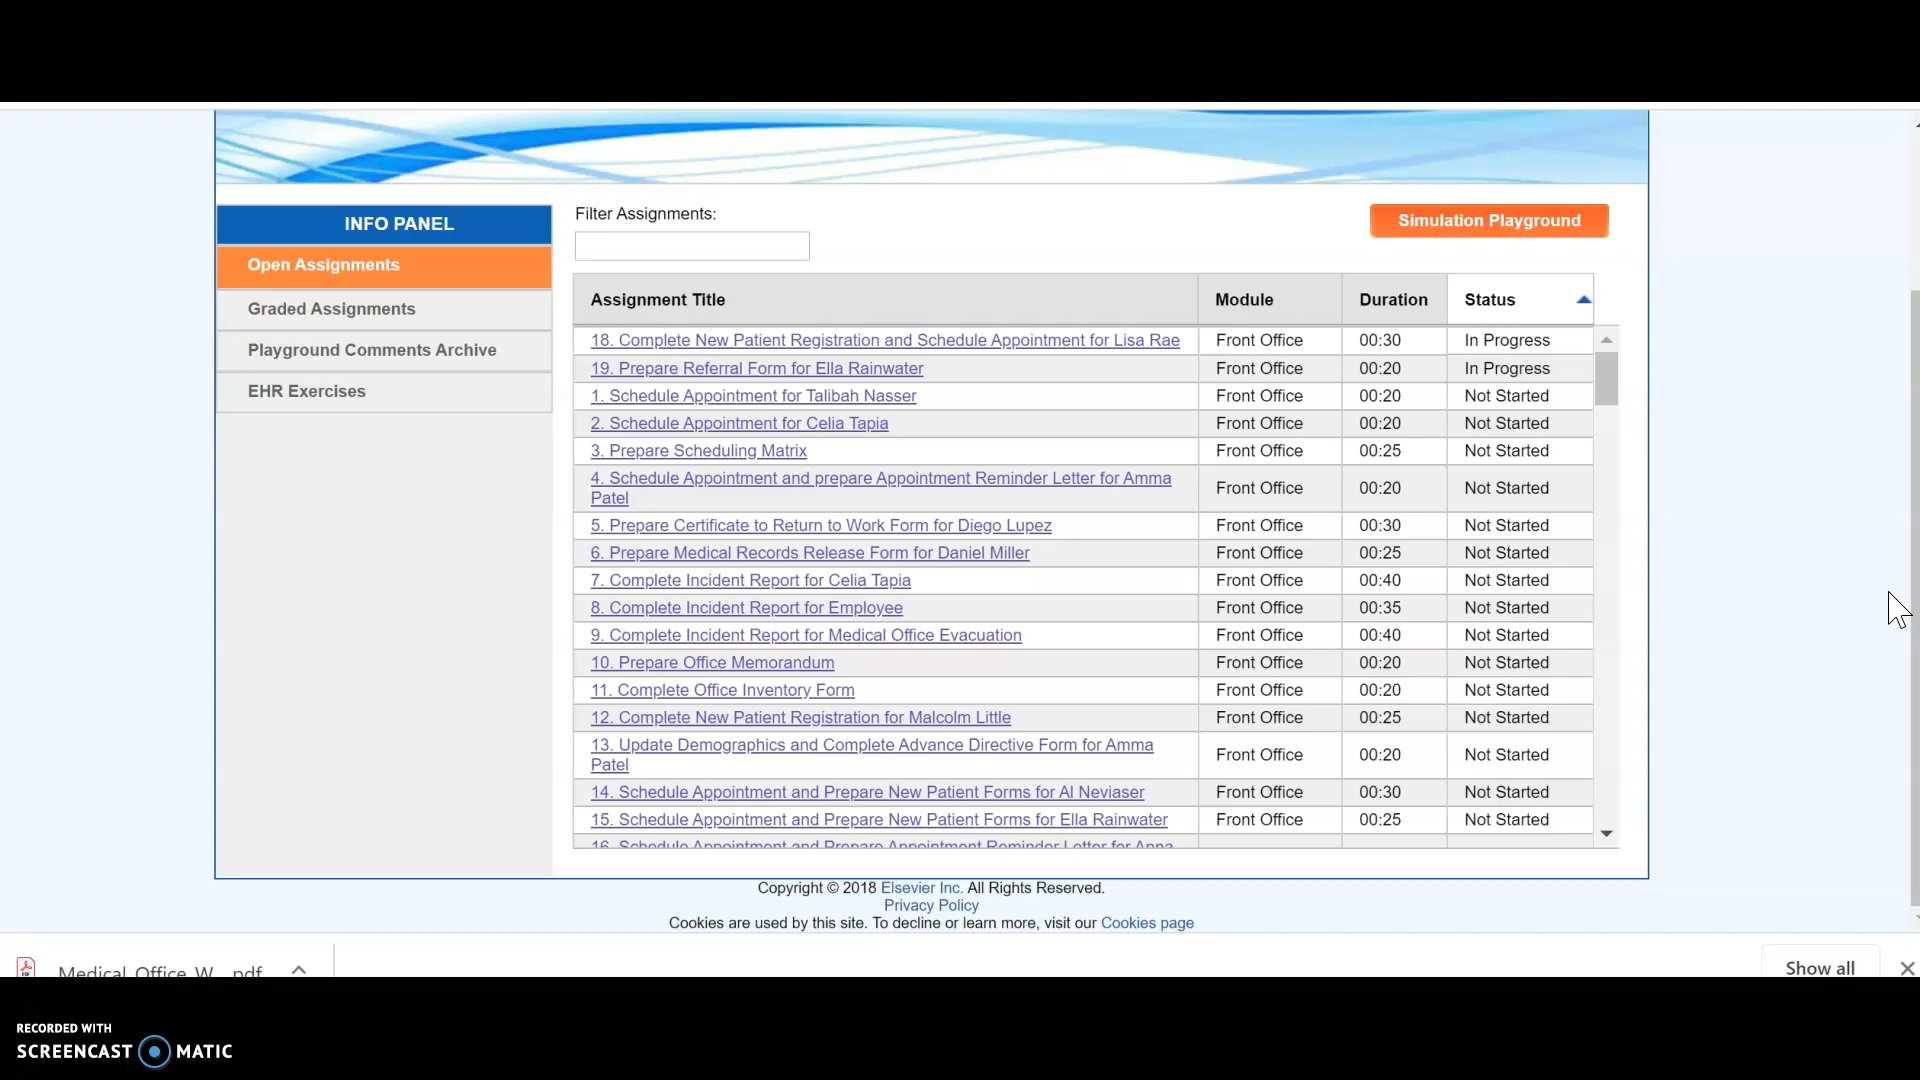 INFO PANEL
Open Assignments
Graded Assignments
Playground Comments Archive
EHR Exercises
Filter Assignments:
Simulation Playground
Assignment Title Module Duration Status
18. Complete New Patient Registration and Schedule Appointment for Lisa Rae Front Office 00:30 In Progress
19. Prepare Referral Form for Ella Rainwater Front Office 00:20 In Progress
1. Schedule Appointment for Talibah Nasser Front Office 00:20 Not Started
2. Schedule Appointment for Celia Tapia Front Office 00:20 Not Started
3. Prepare Scheduling Matrix Front Office 00:25 Not Started
4. Schedule Appointment and prepare Appointment Reminder Letter for Amma
Patel Front Office 00:20 Not Started
5. Prepare Certificate to Return to Work Form for Diego Lupez Front Office 00:30 Not Started
6. Prepare Medical Records Release Form for Daniel Miller Front Office 00:25 Not Started
7. Complete Incident Report for Celia Tapia Front Office 00:40 Not Started
8. Complete Incident Report for Employee Front Office 00:35 Not Started
9. Complete Incident Report for Medical Office Evacuation Front Office 00:40 Not Started
10. Prepare Office Memorandum Front Office 00:20 Not Started
11. Complete Office Inventory Form Front Office 00:20 Not Started
12. Complete New Patient Registration for Malcolm Little Front Office 00:25 Not Started
13. Update Demographics and Complete Advance Directive Form for Amma
Patel Front Office 00:20 Not Started
14. Schedule Appointment and Prepare New Patient Forms for Al Neviaser Front Office 00:30 Not Started
15. Schedule Appointment and Prepare New Patient Forms for Ella Rainwater Front Office 00:25 Not Started
16. Schedule Appointment and Prepare Appointment Reminder Letter for Anna
Copyright © 2018 Elsevier Inc. All Rights Reserved.
Privacy Policy
Cookies are used by this site. To decline or learn more, visit our Cookies page
Medical_Office_W....pdf
Show all
RECORDED WITH
SCREENCAST MATIC